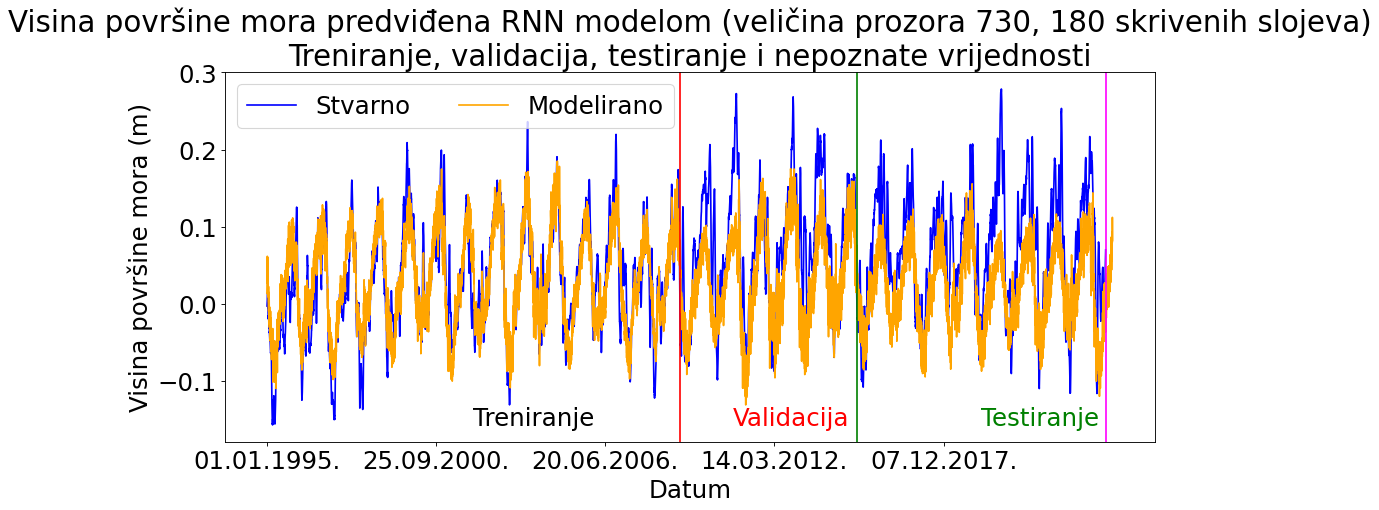 Visina površine mora predviđena RNN modelom (veličina prozora 730, 180 skrivenih slojeva)
Treniranje, validacija, testiranje i nepoznate vrijednosti
Stvarno
Modelirano
Visina površine mora (m)
0.3
0.2
0.1
0.0
−0.1
Treniranje
Validacija
Testiranje
01.01.1995.
25.09.2000.
20.06.2006.
14.03.2012.
07.12.2017.
Datum